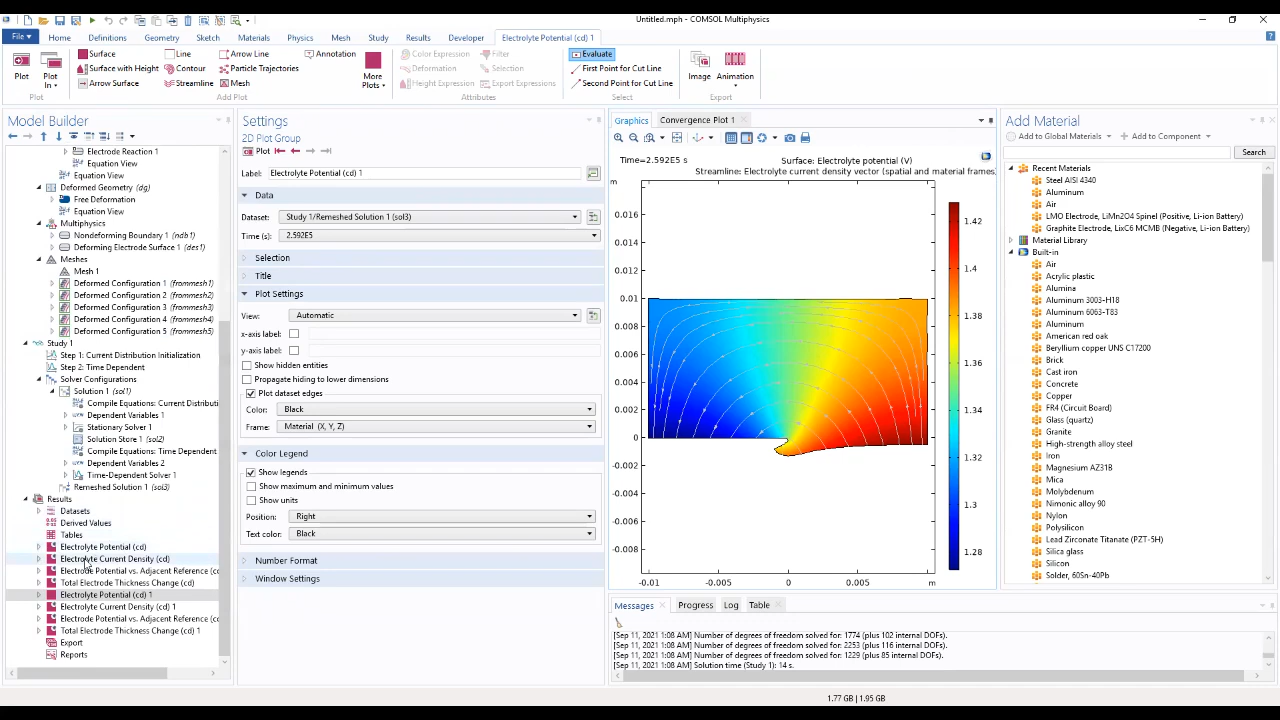 Untitled.mph - COMSOL Multiphysics
File
Home
Definitions
Geometry
Sketch
Materials
Physics
Mesh
Study
Results
Developer
Electrolyte Potential (cd) 1
Plot
Plot In
Surface
Surface with Height
Arrow Surface
Line
Contour
Streamline
Arrow Line
Particle Trajectories
Mesh
Annotation
More Plots
Color Expression
Deformation
Height Expression
Filter
Selection
Export Expressions
Evaluate
First Point for Cut Line
Second Point for Cut Line
Image
Animation
Plot
Add Plot
Attributes
Select
Export
Model Builder
Electrode Reaction 1
Equation View
Equation View
Deformed Geometry (dg)
Free Deformation
Equation View
Multiphysics
Nondeforming Boundary 1 (ndb1)
Deforming Electrode Surface 1 (des1)
Meshes
Mesh 1
Deformed Configuration 1 (frommesh1)
Deformed Configuration 2 (frommesh2)
Deformed Configuration 3 (frommesh3)
Deformed Configuration 4 (frommesh4)
Deformed Configuration 5 (frommesh5)
Study 1
Step 1: Current Distribution Initialization
Step 2: Time Dependent
Solver Configurations
Solution 1 (sol1)
Compile Equations: Current Distributi
Dependent Variables 1
Stationary Solver 1
Solution Store 1 (sol2)
Compile Equations: Time Dependent
Dependent Variables 2
Time-Dependent Solver 1
Remeshed Solution 1 (sol3)
Results
Datasets
Derived Values
Tables
Electrolyte Potential (cd)
Electrolyte Current Density (cd)
Electrode Potential vs. Adjacent Reference (cd
Total Electrode Thickness Change (cd)
Electrolyte Potential (cd) 1
Electrolyte Current Density (cd) 1
Electrode Potential vs. Adjacent Reference (cd
Total Electrode Thickness Change (cd) 1
Export
Reports
Settings
2D Plot Group
Plot
Label: Electrolyte Potential (cd) 1
Data
Dataset: Study 1/Remeshed Solution 1 (sol3)
Time (s): 2.592E5
Selection
Title
Plot Settings
View: Automatic
x-axis label:
y-axis label:
Show hidden entities
Propagate hiding to lower dimensions
Plot dataset edges
Color: Black
Frame: Material (X, Y, Z)
Color Legend
Show legends
Show maximum and minimum values
Show units
Position: Right
Text color: Black
Number Format
Window Settings
Graphics
Convergence Plot 1
Time=2.592E5 s
Surface: Electrolyte potential (V)
Streamline: Electrolyte current density vector (spatial and material frames)
m
0.016
0.014
0.012
0.01
0.008
0.006
0.004
0.002
0
-0.002
-0.004
-0.006
-0.008
-0.01
-0.005
0
0.005
m
1.42
1.4
1.38
1.36
1.34
1.32
1.3
1.28
Messages
Progress
Log
Table
[Sep 11, 2021 1:08 AM] Number of degrees of freedom solved for: 1774 (plus 102 internal DOFs).
[Sep 11, 2021 1:08 AM] Number of degrees of freedom solved for: 2253 (plus 116 internal DOFs).
[Sep 11, 2021 1:08 AM] Number of degrees of freedom solved for: 1229 (plus 85 internal DOFs).
[Sep 11, 2021 1:08 AM] Solution time (Study 1): 14 s.
Add Material
Add to Global Materials
Add to Component
Search
Recent Materials
Steel AISI 4340
Aluminum
Air
LMO Electrode, LiMn2O4 Spinel (Positive, Li-ion Battery)
Graphite Electrode, LixC6 MCMB (Negative, Li-ion Battery)
Material Library
Built-in
Air
Acrylic plastic
Alumina
Aluminum 3003-H18
Aluminum 6063-T83
Aluminum
American red oak
Beryllium copper UNS C17200
Brick
Cast iron
Concrete
Copper
FR4 (Circuit Board)
Glass (quartz)
Granite
High-strength alloy steel
Iron
Magnesium AZ31B
Mica
Molybdenum
Nimonic alloy 90
Nylon
Polysilicon
Lead Zirconate Titanate (PZT-5H)
Silica glass
Silicon
Solder, 60Sn-40Pb
1.77 GB | 1.95 GB